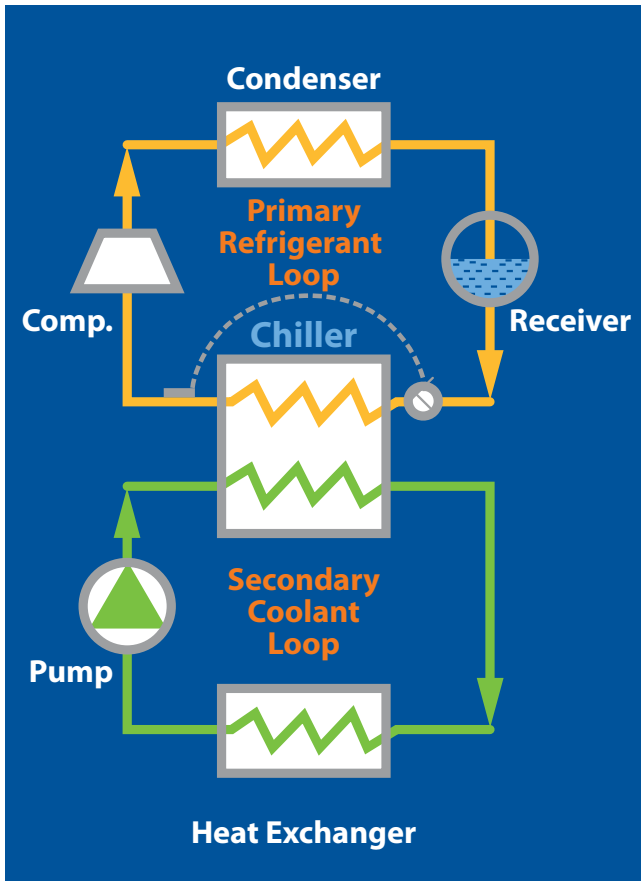 Condenser
Primary
Refrigerant
Loop
Comp.
Receiver
Chiller
Secondary
Coolant
Loop
Pump
Heat Exchanger